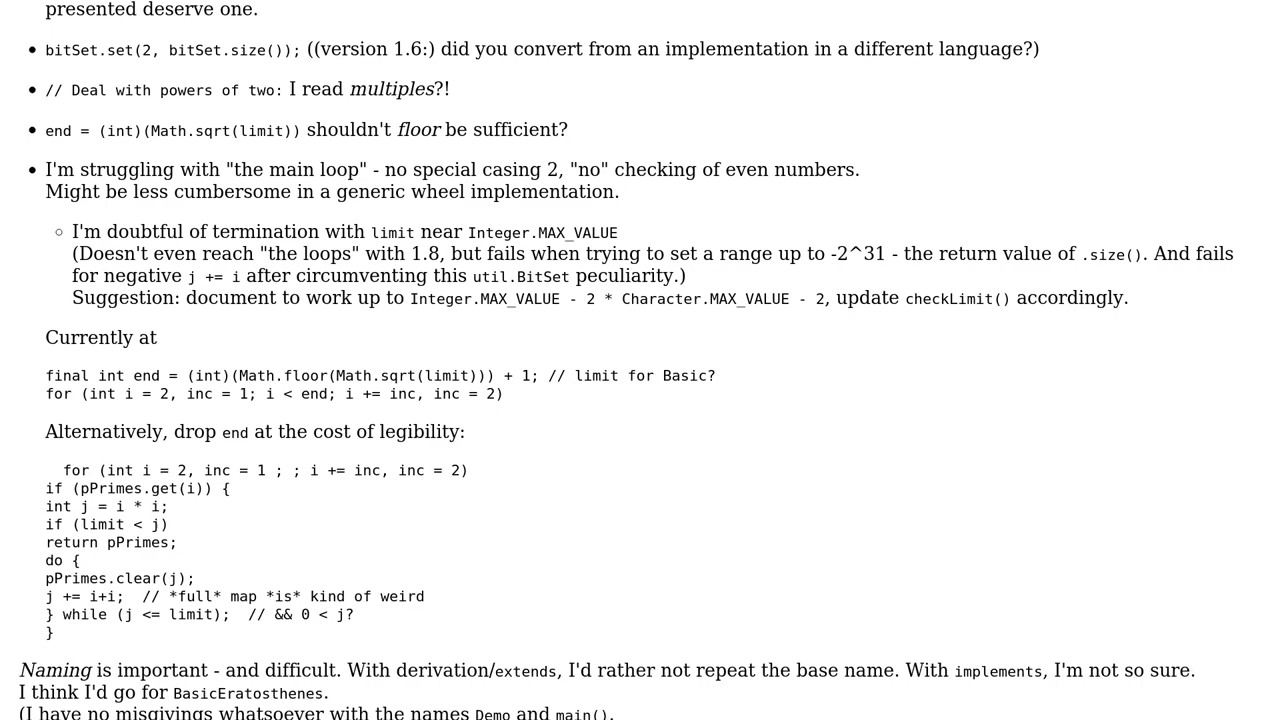 presented deserve one.
• bitSet.set(2, bitSet.size()); ((version 1.6:) did you convert from an implementation in a different language?)
• // Deal with powers of two: I read multiples?!
• end = (int)(Math.sqrt(limit)) shouldn't floor be sufficient?
• I'm struggling with "the main loop" - no special casing 2, "no" checking of even numbers.
Might be less cumbersome in a generic wheel implementation.
◦ I'm doubtful of termination with limit near Integer.MAX_VALUE
(Doesn't even reach "the loops" with 1.8, but fails when trying to set a range up to -2^31 - the return value of .size(). And fails
for negative j += i after circumventing this util.BitSet peculiarity.)
Suggestion: document to work up to Integer.MAX_VALUE - 2 * Character.MAX_VALUE - 2, update checkLimit() accordingly.
Currently at
final int end = (int)(Math.floor(Math.sqrt(limit))) + 1; // limit for Basic?
for (int i = 2, inc = 1; i < end; i += inc, inc = 2)
Alternatively, drop end at the cost of legibility:
for (int i = 2, inc = 1 ; ; i += inc, inc = 2)
if (pPrimes.get(i)) {
int j = i * i;
if (limit < j)
return pPrimes;
do {
pPrimes.clear(j);
j += i+i;  // *full* map *is* kind of weird
} while (j <= limit);  // && 0 < j?
}
Naming is important - and difficult. With derivation/extends, I'd rather not repeat the base name. With implements, I'm not so sure.
I think I'd go for BasicEratosthenes.
(I have no misgivings whatsoever with the names Demo and main().